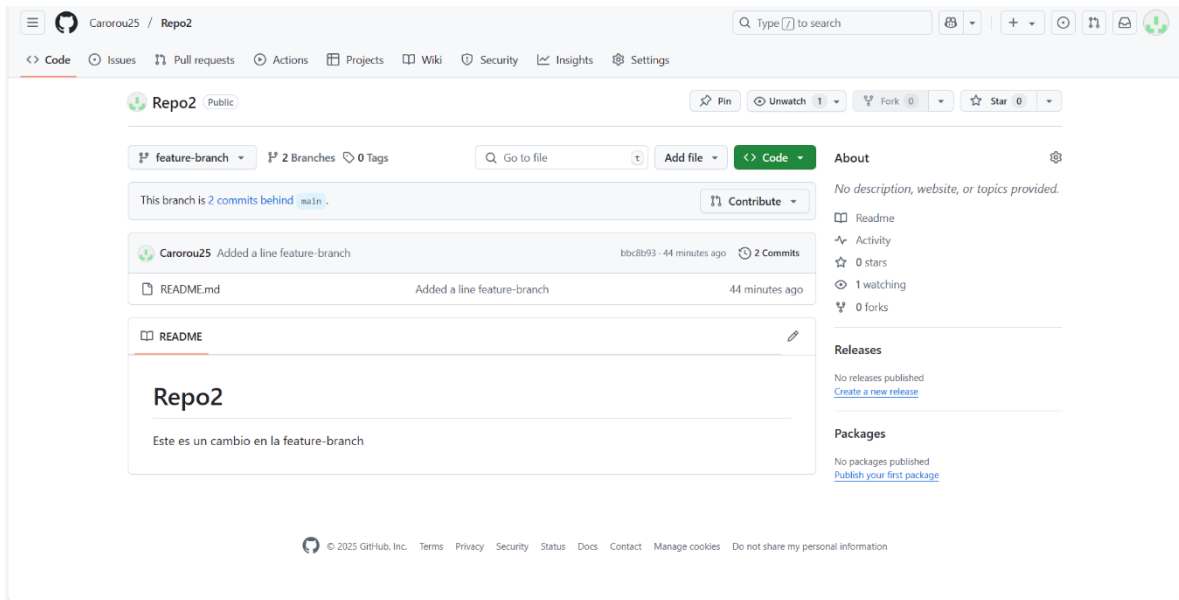 Carorou25 / Repo2
Type / to search
Code Issues Pull requests Actions Projects Wiki Security Insights Settings
Repo2 Public
Pin Unwatch 1 Fork 0 Star 0
feature-branch 2 Branches 0 Tags Go to file t Add file Code
About
No description, website, or topics provided.
This branch is 2 commits behind main .
Contribute
Readme
Activity
0 stars
1 watching
0 forks
Carorou25 Added a line feature-branch bbc8b93 · 44 minutes ago 2 Commits
README.md Added a line feature-branch 44 minutes ago
README
Repo2
Este es un cambio en la feature-branch
Releases
No releases published
Create a new release
Packages
No packages published
Publish your first package
© 2025 GitHub, Inc. Terms Privacy Security Status Docs Contact Manage cookies Do not share my personal information